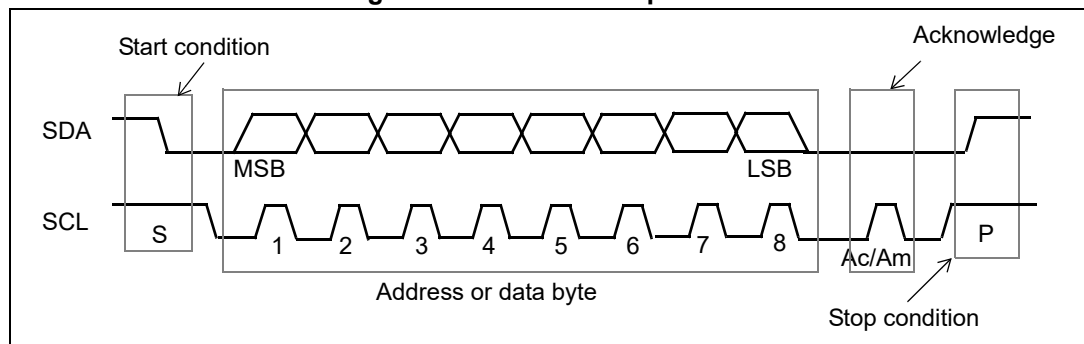 Start condition
Acknowledge
SDA
MSB
LSB
SCL
S
1 2 3 4 5 6 7 8
Ac/Am
P
Address or data byte
Stop condition